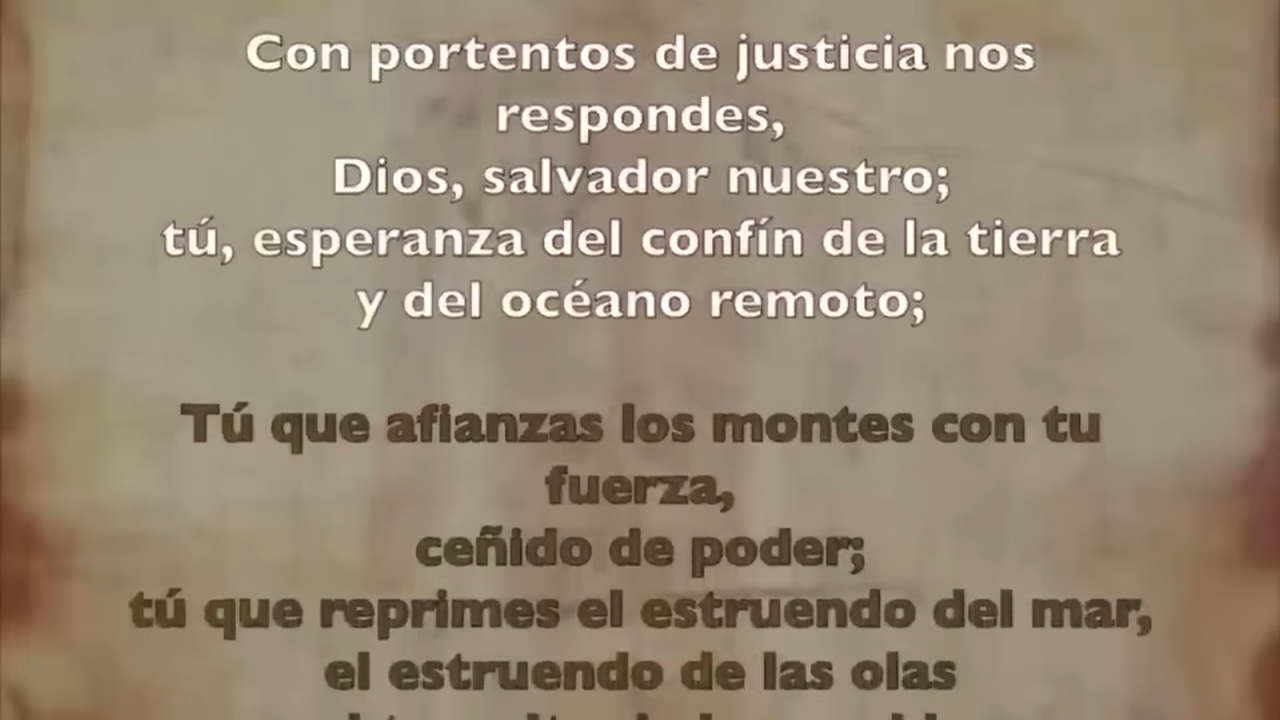 Con portentos de justicia nos
respondes,
Dios, salvador nuestro;
tú, esperanza del confín de la tierra
y del océano remoto;
Tú que afianzas los montes con tu
fuerza,
ceñido de poder;
tú que reprimes el estruendo del mar,
el estruendo de las olas